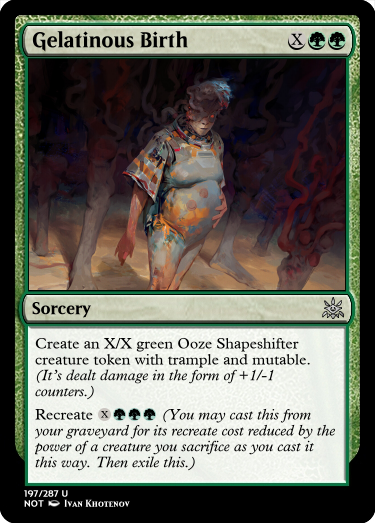 Gelatinous Birth X
Sorcery
Create an X/X green Ooze Shapeshifter
creature token with trample and mutable.
(It's dealt damage in the form of +1/-1
counters.)
Recreate X (You may cast this from
your graveyard for its recreate cost reduced by the
power of a creature you sacrifice as you cast it
this way. Then exile this.)
197/287 U
NOT Ivan Khotenov